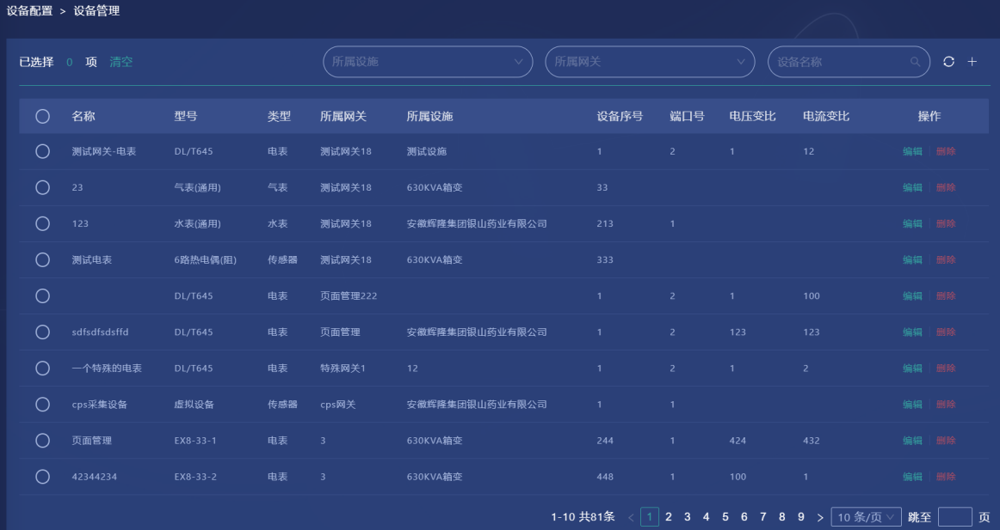 设备配置 > 设备管理
已选择 0 项 清空 所属设施 所属网关 设备名称
名称 型号 类型 所属网关 所属设施 设备序号 端口号 电压变比 电流变比 操作
测试网关-电表 DL/T645 电表 测试网关18 测试设施 1 2 1 12 编辑 删除
23 气表(通用) 气表 测试网关18 630KVA箱变 33 编辑 删除
123 水表(通用) 水表 测试网关18 安徽辉隆集团银山药业有限公司 213 1 编辑 删除
测试电表 6路热电偶(阻) 传感器 测试网关18 630KVA箱变 333 编辑 删除
DL/T645 电表 页面管理222 1 2 1 100 编辑 删除
sdfsdfsdsffd DL/T645 电表 页面管理 安徽辉隆集团银山药业有限公司 1 2 123 123 编辑 删除
一个特殊的电表 DL/T645 电表 特殊网关1 12 1 2 1 2 编辑 删除
cps采集设备 虚拟设备 传感器 cps网关 安徽辉隆集团银山药业有限公司 1 1 编辑 删除
页面管理 EX8-33-1 电表 3 630KVA箱变 244 1 424 432 编辑 删除
42344234 EX8-33-2 电表 3 630KVA箱变 448 1 100 1 编辑 删除
1-10 共81条 < 1 2 3 4 5 6 7 8 9 > 10 条/页 跳至 页